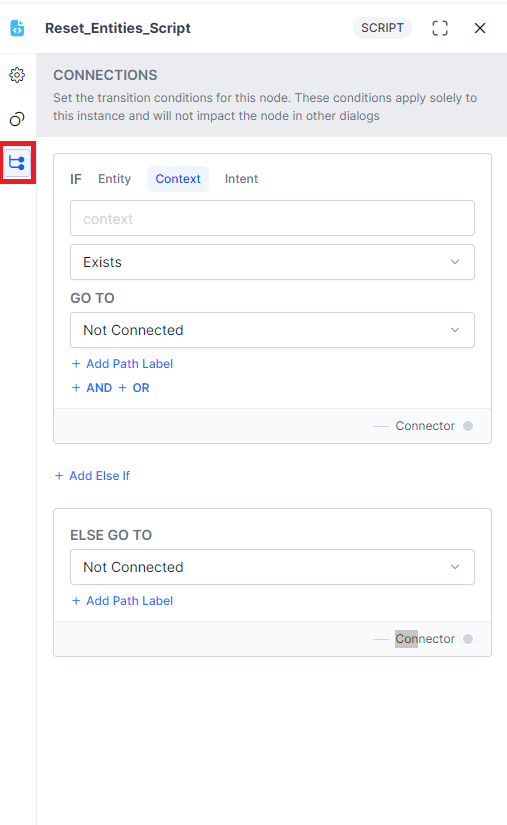 Reset_Entities_Script SCRIPT
CONNECTIONS
Set the transition conditions for this node. These conditions apply solely to
this instance and will not impact the node in other dialogs
IF Entity Context Intent
context
Exists
GO TO
Not Connected
+ Add Path Label
+ AND + OR
Connector
+ Add Else If
ELSE GO TO
Not Connected
+ Add Path Label
Connector